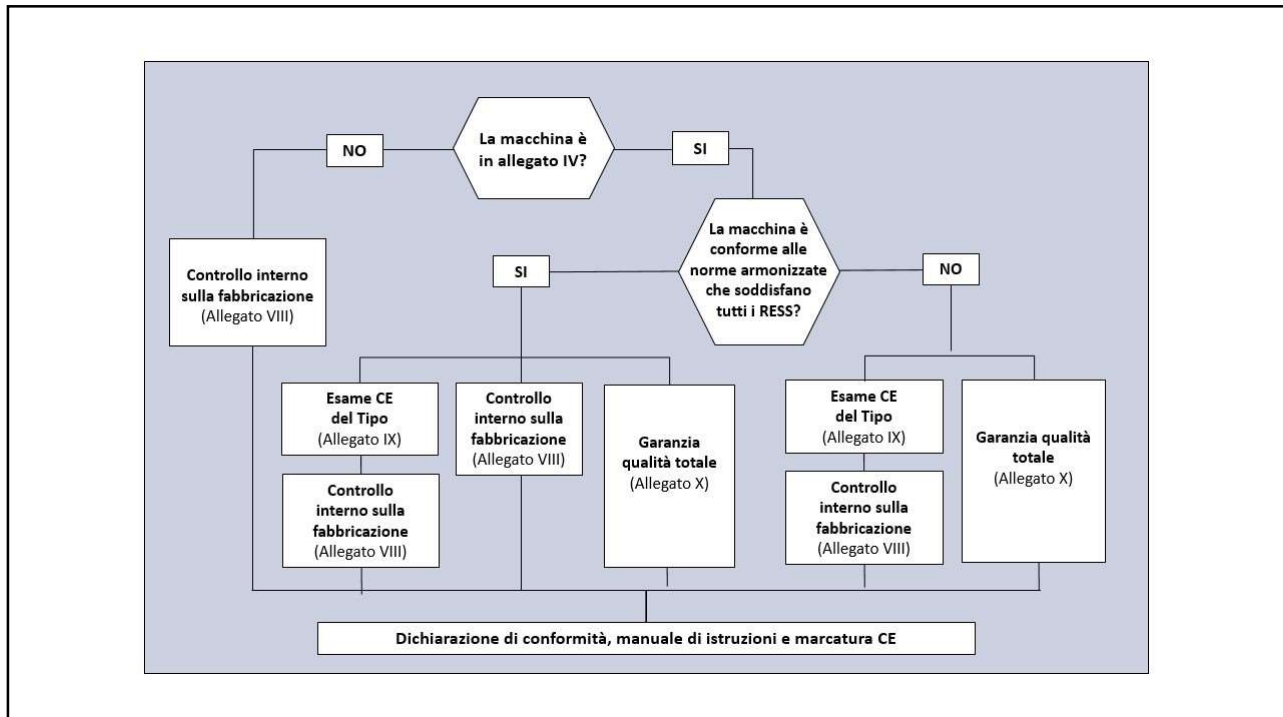 La macchina è
in allegato IV?
NO
SI
La macchina è
conforme alle
norme armonizzate
che soddisfano
tutti i RESS?
Controllo interno
sulla fabbricazione
(Allegato VIII)
SI
NO
Esame CE
del Tipo
(Allegato IX)
Controllo
interno sulla
fabbricazione
(Allegato VIII)
Controllo
interno sulla
fabbricazione
(Allegato VIII)
Garanzia
qualità totale
(Allegato X)
Esame CE
del Tipo
(Allegato IX)
Controllo
interno sulla
fabbricazione
(Allegato VIII)
Garanzia qualità
totale
(Allegato X)
Dichiarazione di conformità, manuale di istruzioni e marcatura CE